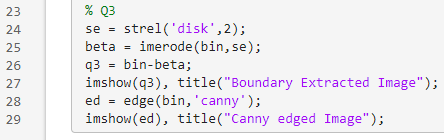 23 % Q3
24 se = strel('disk',2);
25 beta = imerode(bin,se);
26 q3 = bin-beta;
27 imshow(q3), title("Boundary Extracted Image");
28 ed = edge(bin,'canny');
29 imshow(ed), title("Canny edged Image");